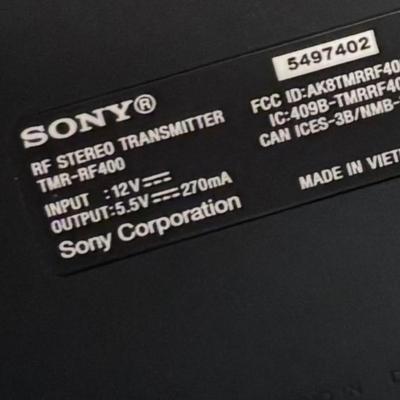 SONY®
RF STEREO TRANSMITTER
TMR-RF400
INPUT :12V
OUTPUT:5.5V 270mA
Sony Corporation
5497402
FCC ID:AK8TMRRF40
IC:409B-TMRRF40
CAN ICES-3B/NMB-
MADE IN VIET